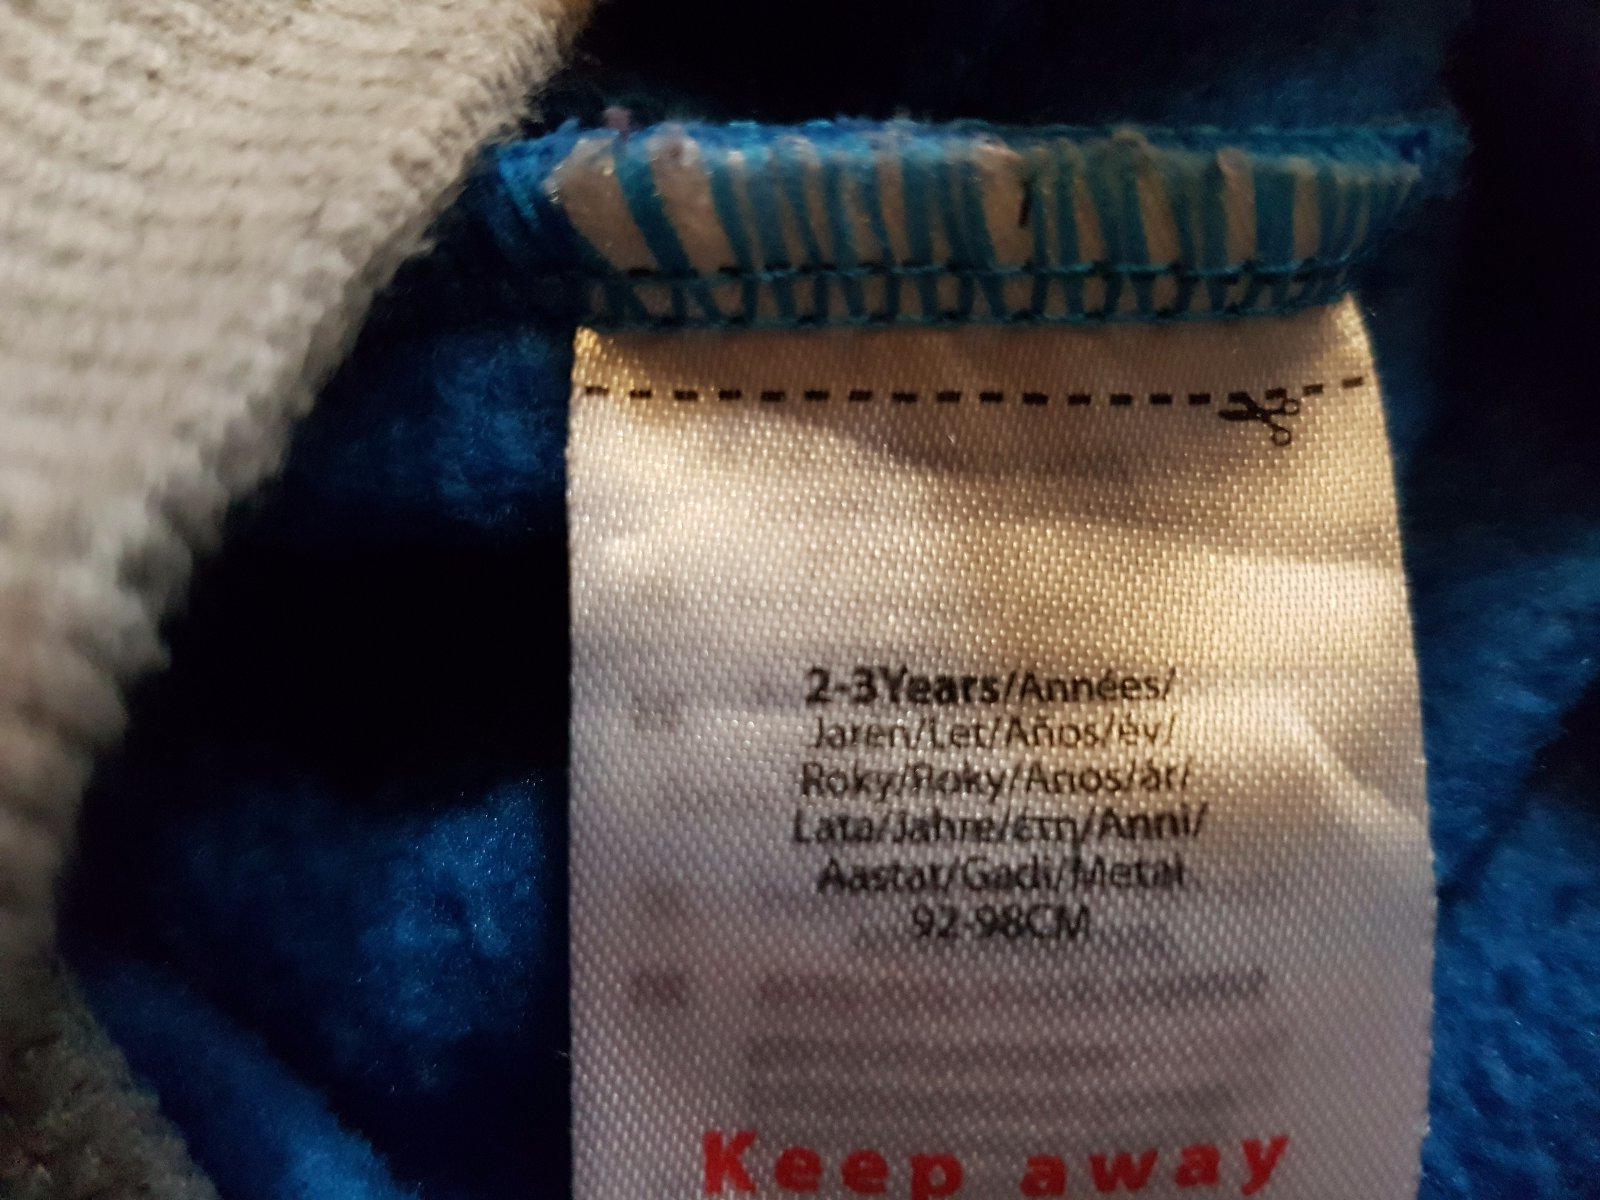 2-3Years/Années/
Jaren/Let/Años/év/
Roky/Roky/Anos/år/
Lata/Jahre/έτη/Anni/
Aastat/Gadi/Metai
92-98CM
Keep away